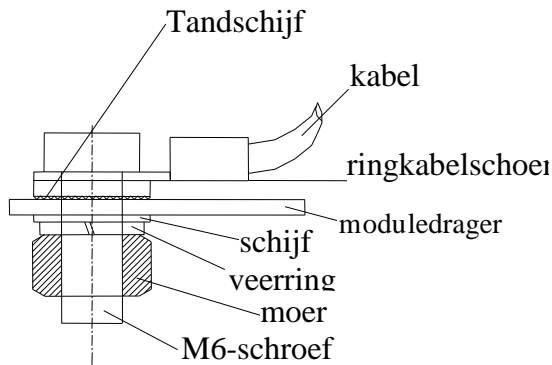 Tandschijf
kabel
ringkabelschoen
moduledrager
schijf
veerring
moer
M6-schroef